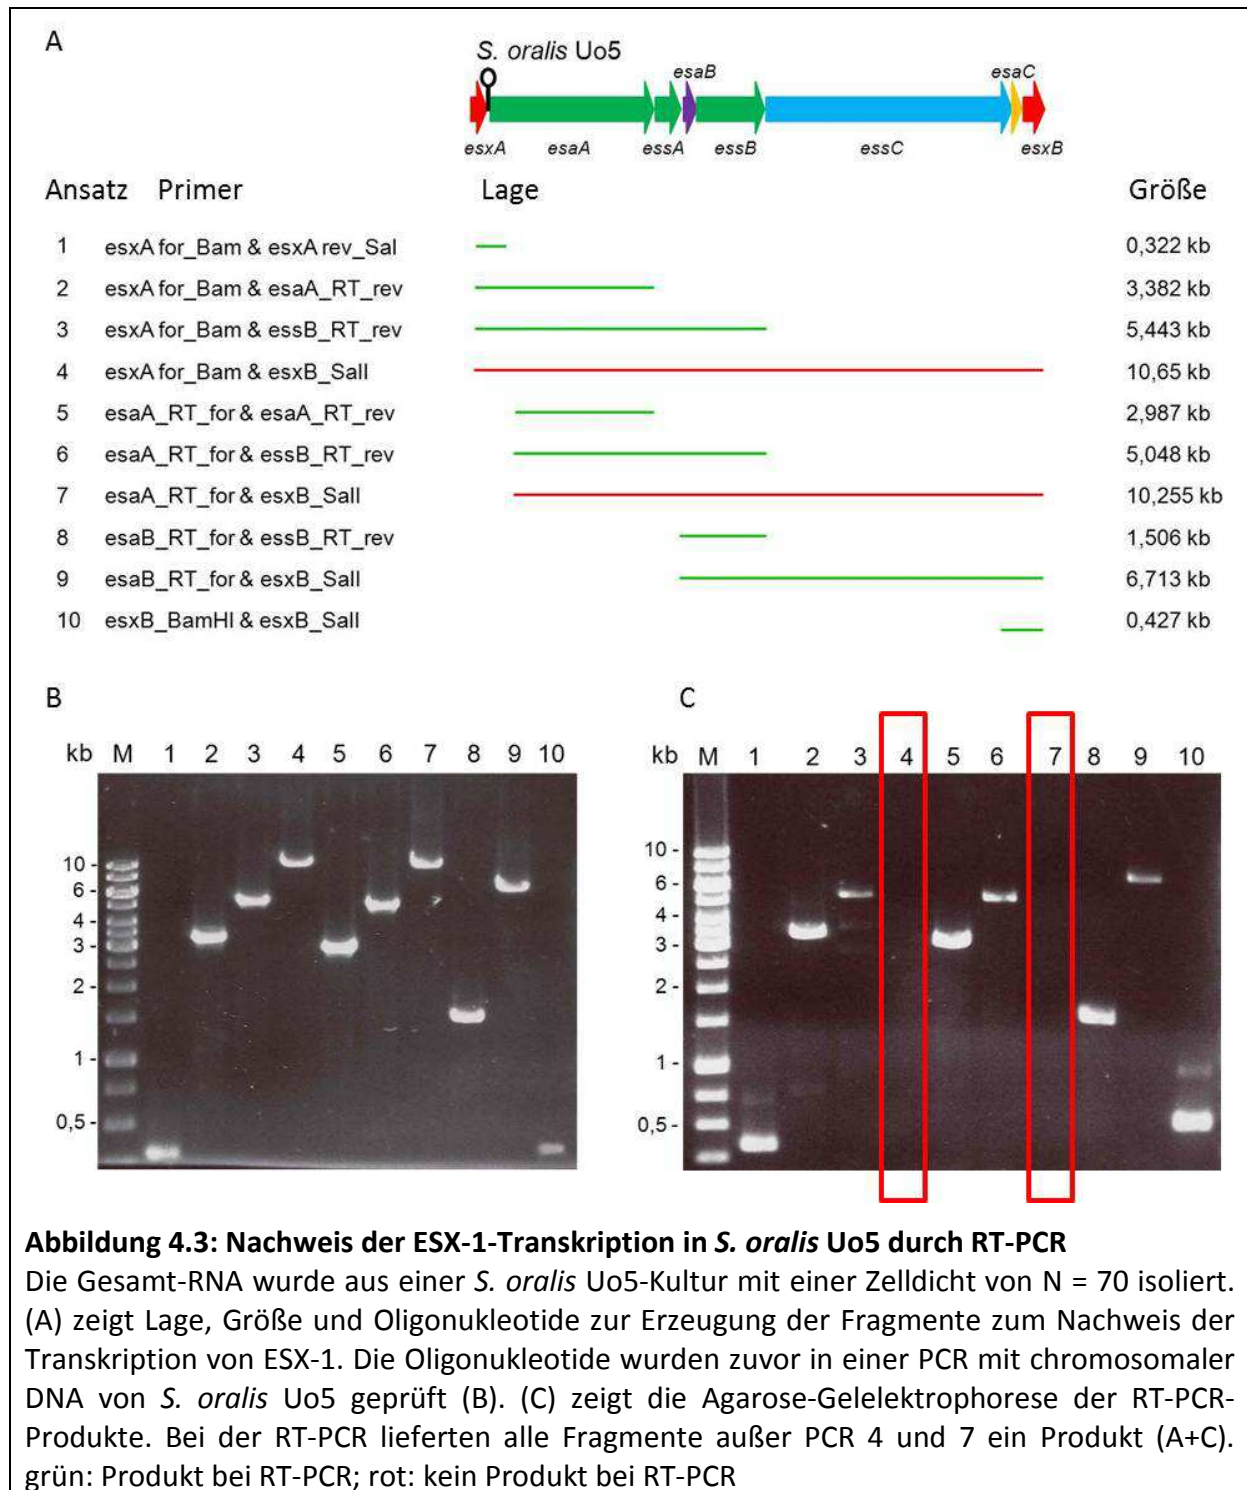 A
S. oralis Uo5
esaB esaC
esxA esaA essA essB essC esxB
Ansatz Primer Lage Größe
1 esxA for_Bam & esxA rev_Sal 0,322 kb
2 esxA for_Bam & esaA_RT_rev 3,382 kb
3 esxA for_Bam & essB_RT_rev 5,443 kb
4 esxA for_Bam & esxB_SalI 10,65 kb
5 esaA_RT_for & esaA_RT_rev 2,987 kb
6 esaA_RT_for & essB_RT_rev 5,048 kb
7 esaA_RT_for & esxB_SalI 10,255 kb
8 esaB_RT_for & essB_RT_rev 1,506 kb
9 esaB_RT_for & esxB_SalI 6,713 kb
10 esxB_BamHI & esxB_SalI 0,427 kb
B
kb M 1 2 3 4 5 6 7 8 9 10
10 -
6 -
4 -
3 -
2 -
1 -
0,5 -
C
kb M 1 2 3 4 5 6 7 8 9 10
10 -
6 -
4 -
3 -
2 -
1 -
0,5 -
Abbildung 4.3: Nachweis der ESX-1-Transkription in S. oralis Uo5 durch RT-PCR
Die Gesamt-RNA wurde aus einer S. oralis Uo5-Kultur mit einer Zelldicht von N = 70 isoliert.
(A) zeigt Lage, Größe und Oligonukleotide zur Erzeugung der Fragmente zum Nachweis der
Transkription von ESX-1. Die Oligonukleotide wurden zuvor in einer PCR mit chromosomaler
DNA von S. oralis Uo5 geprüft (B). (C) zeigt die Agarose-Gelelektrophorese der RT-PCR-
Produkte. Bei der RT-PCR lieferten alle Fragmente außer PCR 4 und 7 ein Produkt (A+C).
grün: Produkt bei RT-PCR; rot: kein Produkt bei RT-PCR